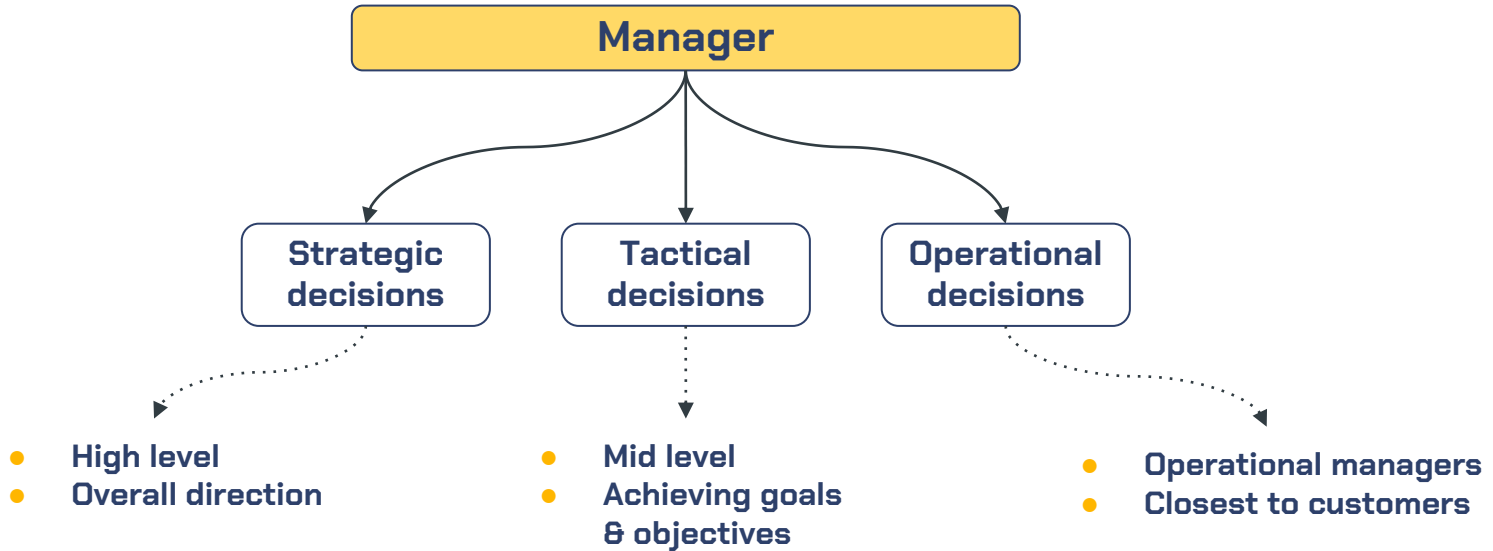 Manager
Strategic
decisions
Tactical
decisions
Operational
decisions
● High level
● Overall direction
● Mid level
● Achieving goals
& objectives
● Operational managers
● Closest to customers